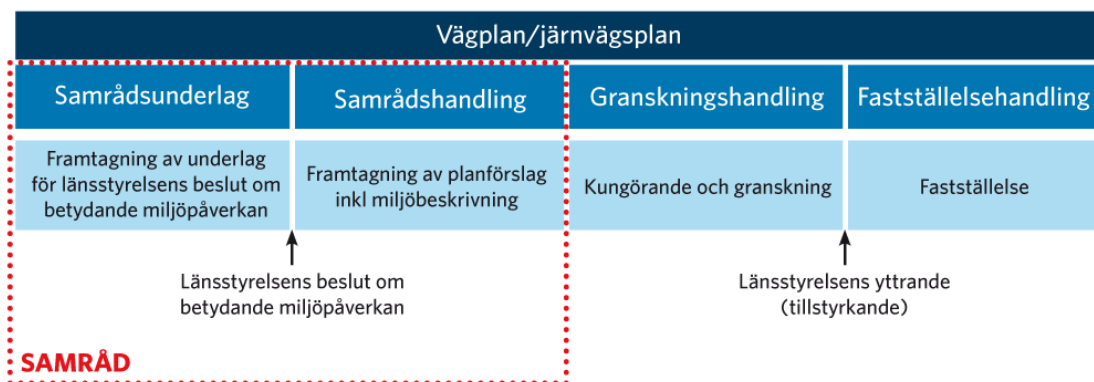 Vägplan/järnvägsplan
Samrådsunderlag
Samrådshandling
Granskningshandling
Fastställelsehandling
Framtagning av underlag
för länsstyrelsens beslut om
betydande miljöpåverkan
Framtagning av planförslag
inkl miljöbeskrivning
Kungörande och granskning
Fastställelse
Länsstyrelsens beslut om
betydande miljöpåverkan
Länsstyrelsens yttrande
(tillstyrkande)
SAMRÅD